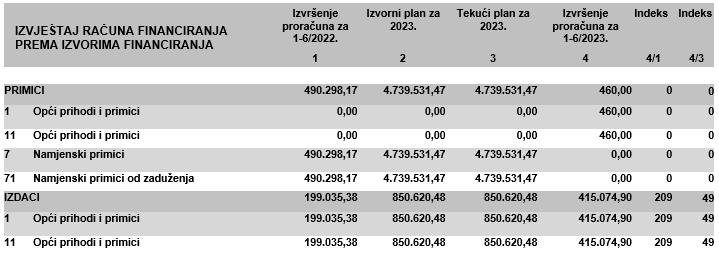 IZVJEŠTAJ RAČUNA FINANCIRANJA PREMA IZVORIMA FINANCIRANJA | Izvršenje proračuna za 1-6/2022. | Izvorni plan za 2023. | Tekući plan za 2023. | Izvršenje proračuna za 1-6/2023. | Indeks | Indeks
1 2 3 4 4/1 4/3
PRIMICI 490.298,17 4.739.531,47 4.739.531,47 460,00 0 0
1 Opći prihodi i primici 0,00 0,00 0,00 460,00 0 0
11 Opći prihodi i primici 0,00 0,00 0,00 460,00 0 0
7 Namjenski primici 490.298,17 4.739.531,47 4.739.531,47 0,00 0 0
71 Namjenski primici od zaduženja 490.298,17 4.739.531,47 4.739.531,47 0,00 0 0
IZDACI 199.035,38 850.620,48 850.620,48 415.074,90 209 49
1 Opći prihodi i primici 199.035,38 850.620,48 850.620,48 415.074,90 209 49
11 Opći prihodi i primici 199.035,38 850.620,48 850.620,48 415.074,90 209 49